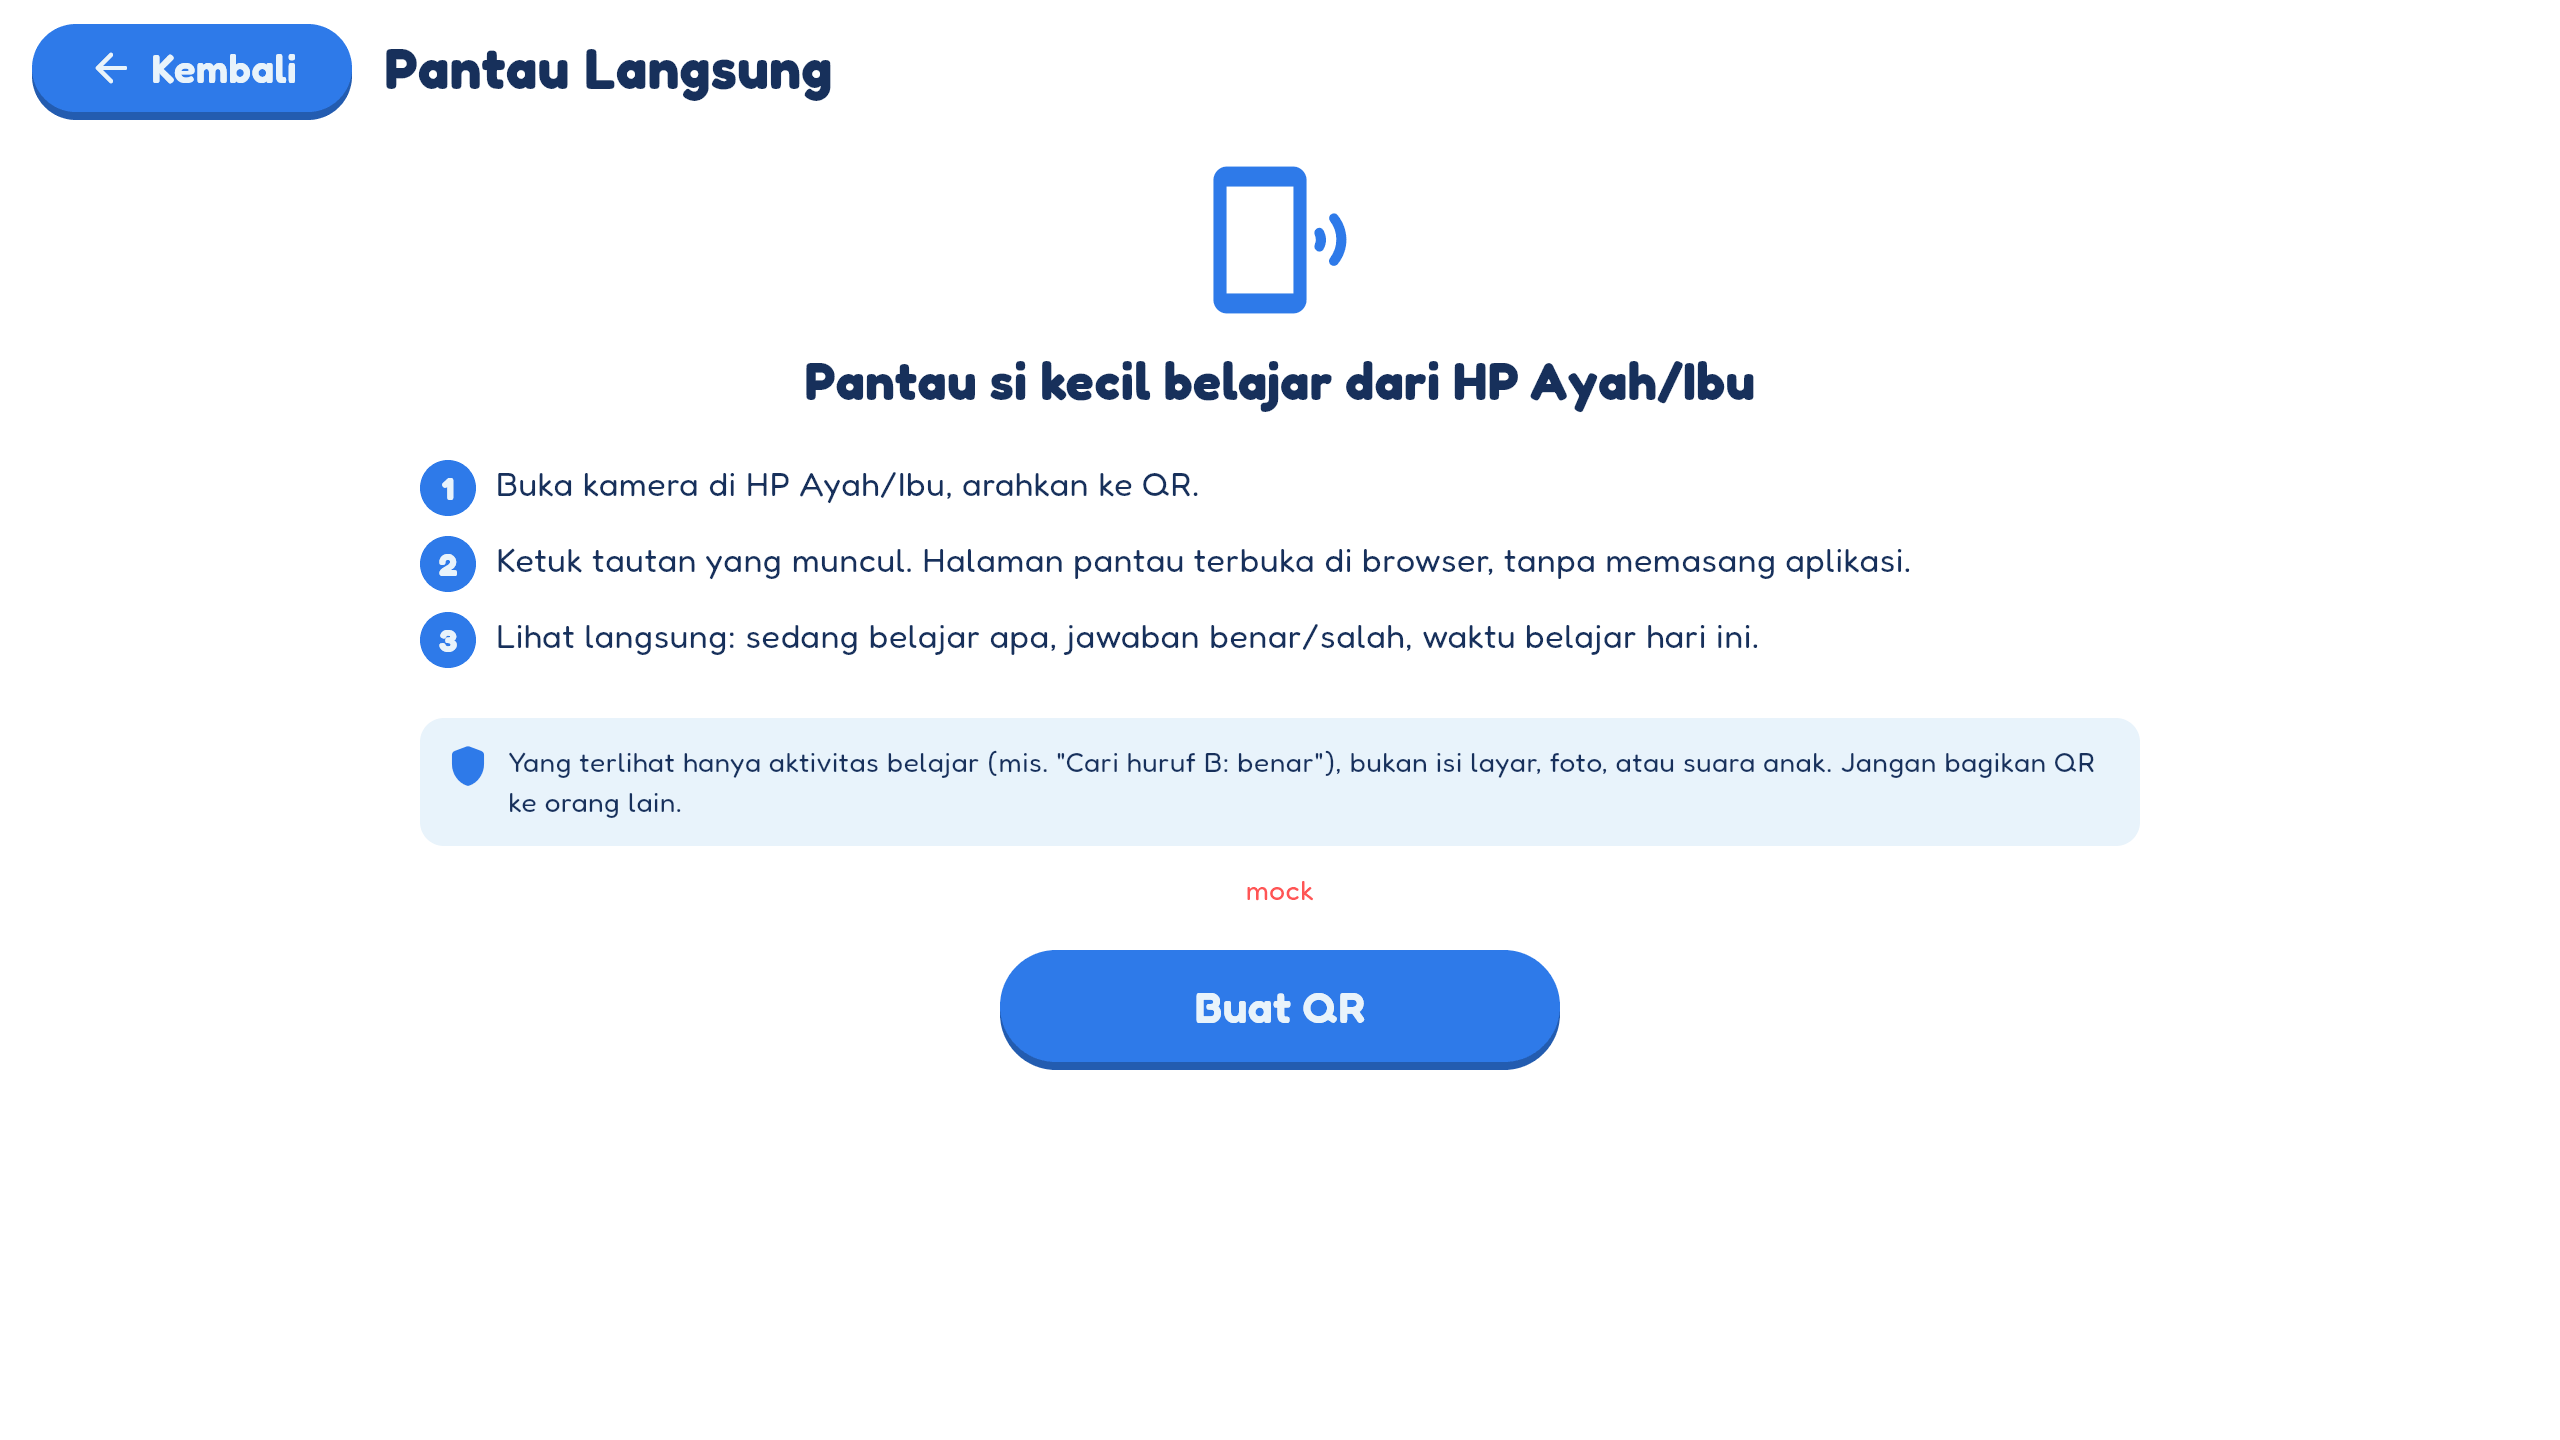 Kembali
Pantau Langsung
Pantau si kecil belajar dari HP Ayah/Ibu
1 Buka kamera di HP Ayah/Ibu, arahkan ke QR.
2 Ketuk tautan yang muncul. Halaman pantau terbuka di browser, tanpa memasang aplikasi.
3 Lihat langsung: sedang belajar apa, jawaban benar/salah, waktu belajar hari ini.
Yang terlihat hanya aktivitas belajar (mis. "Cari huruf B: benar"), bukan isi layar, foto, atau suara anak. Jangan bagikan QR
ke orang lain.
mock
Buat QR